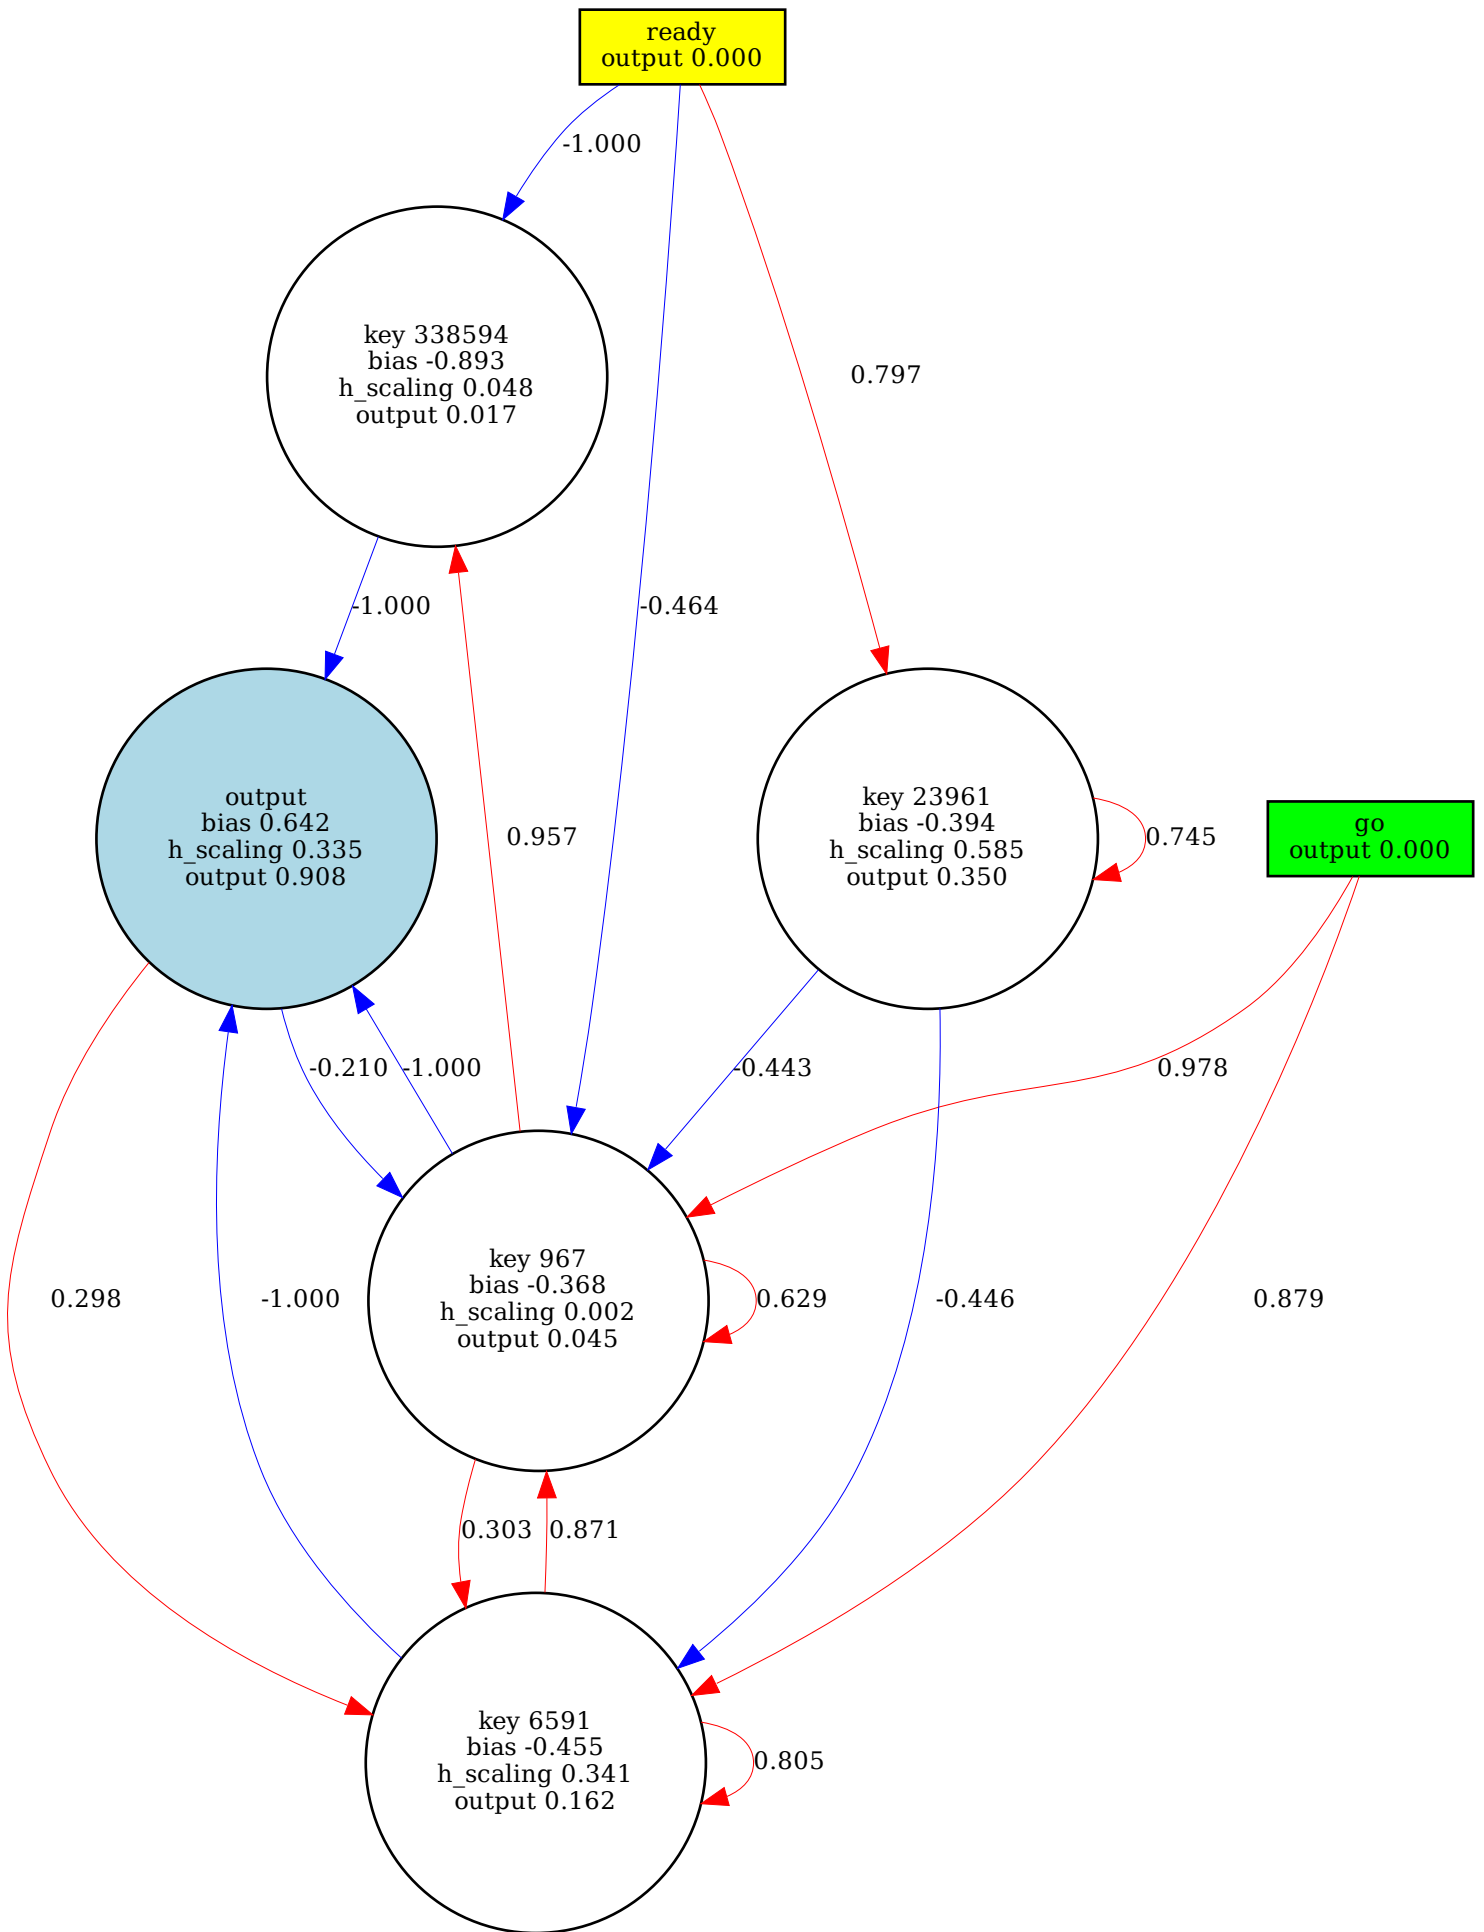 ready
output 0.000
-1.000
key 338594
bias -0.893
h_scaling 0.048
output 0.017
0.797
-1.000
-0.464
output
bias 0.642
h_scaling 0.335
output 0.908
0.957
key 23961
bias -0.394
h_scaling 0.585
output 0.350
0.745
go
output 0.000
-0.210
-1.000
-0.443
0.978
0.298
-1.000
key 967
bias -0.368
h_scaling 0.002
output 0.045
0.629
-0.446
0.879
0.303
0.871
key 6591
bias -0.455
h_scaling 0.341
output 0.162
0.805